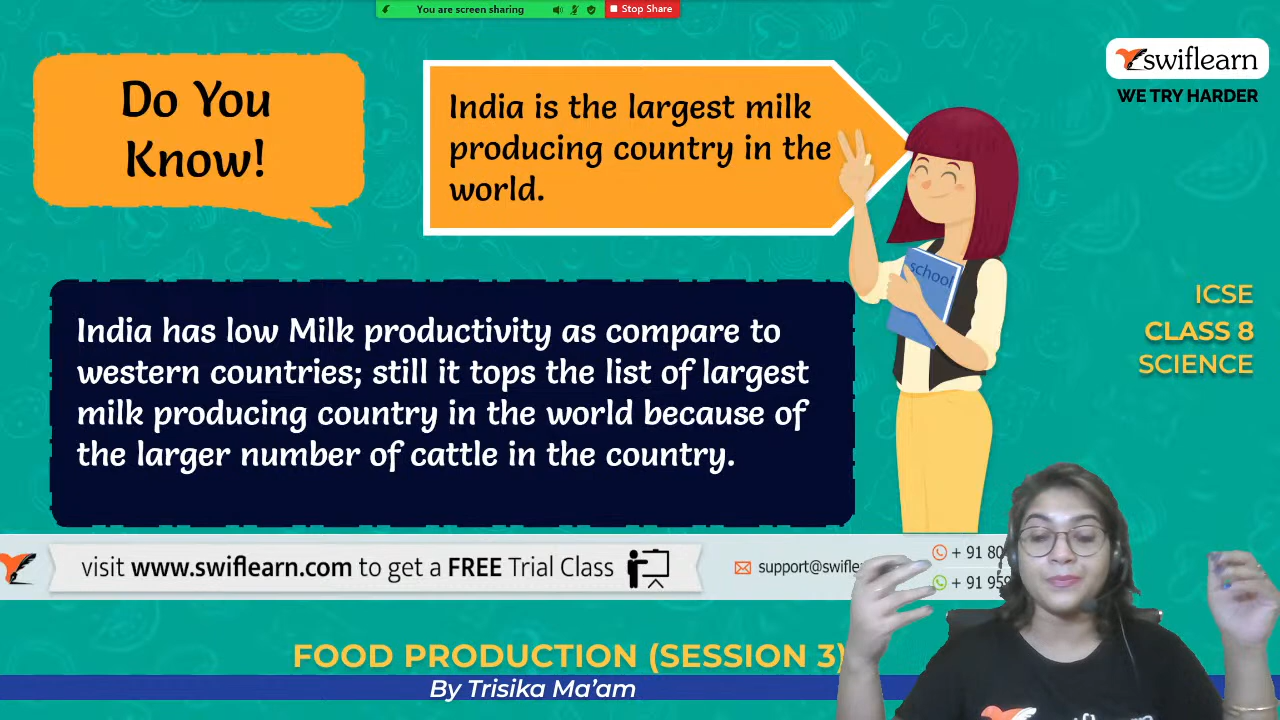 You are screen sharing
Stop Share
Do You
Know!
India is the largest milk
producing country in the
world.
swiflearn
WE TRY HARDER
school
India has low Milk productivity as compare to
western countries; still it tops the list of largest
milk producing country in the world because of
the larger number of cattle in the country.
ICSE
CLASS 8
SCIENCE
visit www.swiflearn.com to get a FREE Trial Class
+ 91 80
+ 91 959
FOOD PRODUCTION (SESSION 3)
By Trisika Ma'am